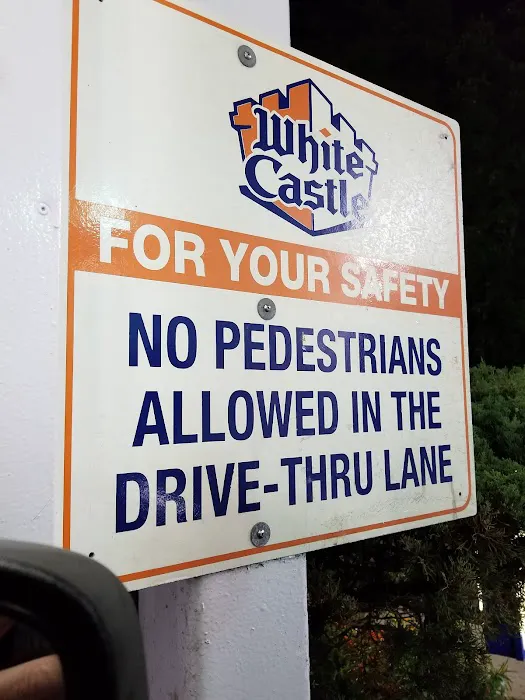 White
Castle
FOR YOUR SAFETY
NO PEDESTRIANS
ALLOWED IN THE
DRIVE-THRU LANE